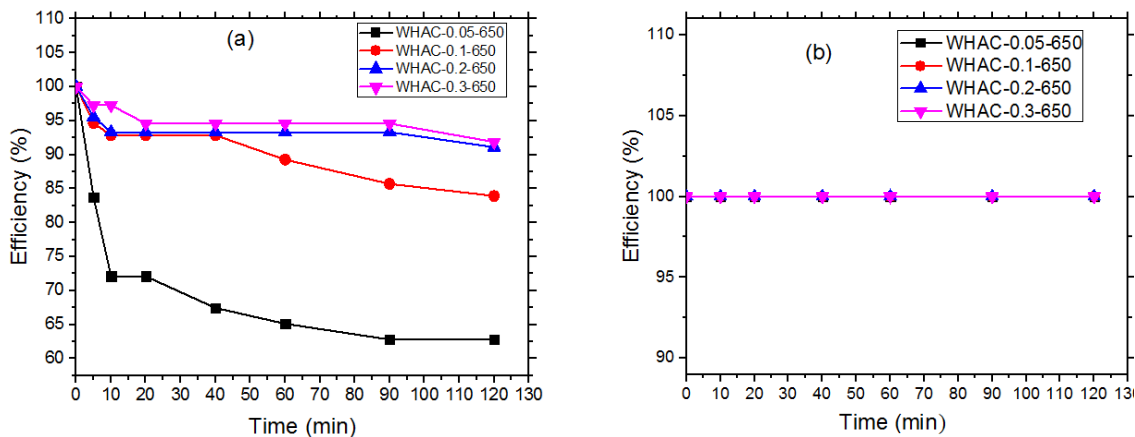 (a)
WHAC-0.05-650
WHAC-0.1-650
WHAC-0.2-650
WHAC-0.3-650
Efficiency (%)
110
105
100
95
90
85
80
75
70
65
60
0 10 20 30 40 50 60 70 80 90 100 110 120 130
Time (min)
(b)
WHAC-0.05-650
WHAC-0.1-650
WHAC-0.2-650
WHAC-0.3-650
Efficiency (%)
110
105
100
95
90
0 10 20 30 40 50 60 70 80 90 100 110 120 130
Time (min)